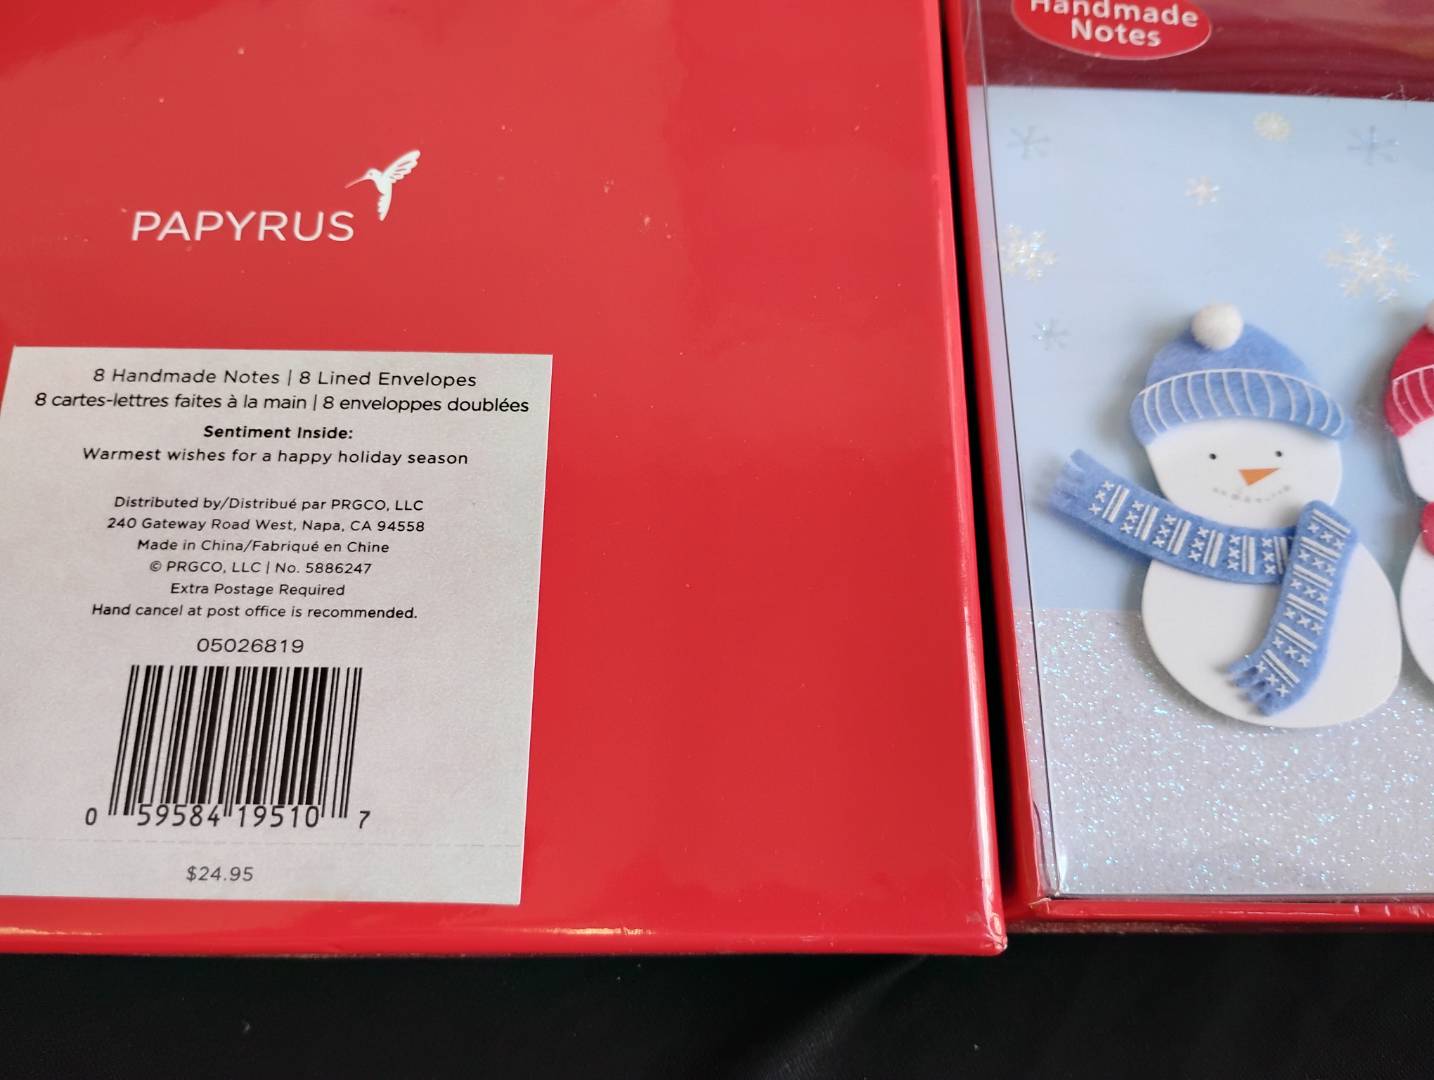 PAPYRUS
8 Handmade Notes | 8 Lined Envelopes
8 cartes-lettres faites à la main | 8 enveloppes doublées
Sentiment Inside:
Warmest wishes for a happy holiday season
Distributed by/Distribué par PRGCO, LLC
240 Gateway Road West, Napa, CA 94558
Made in China/Fabriqué en Chine
© PRGCO, LLC | No. 5886247
Extra Postage Required
Hand cancel at post office is recommended.
05026819
0 59584 19510 7
$24.95
Handmade
Notes